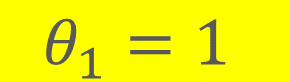 θ₁ = 1